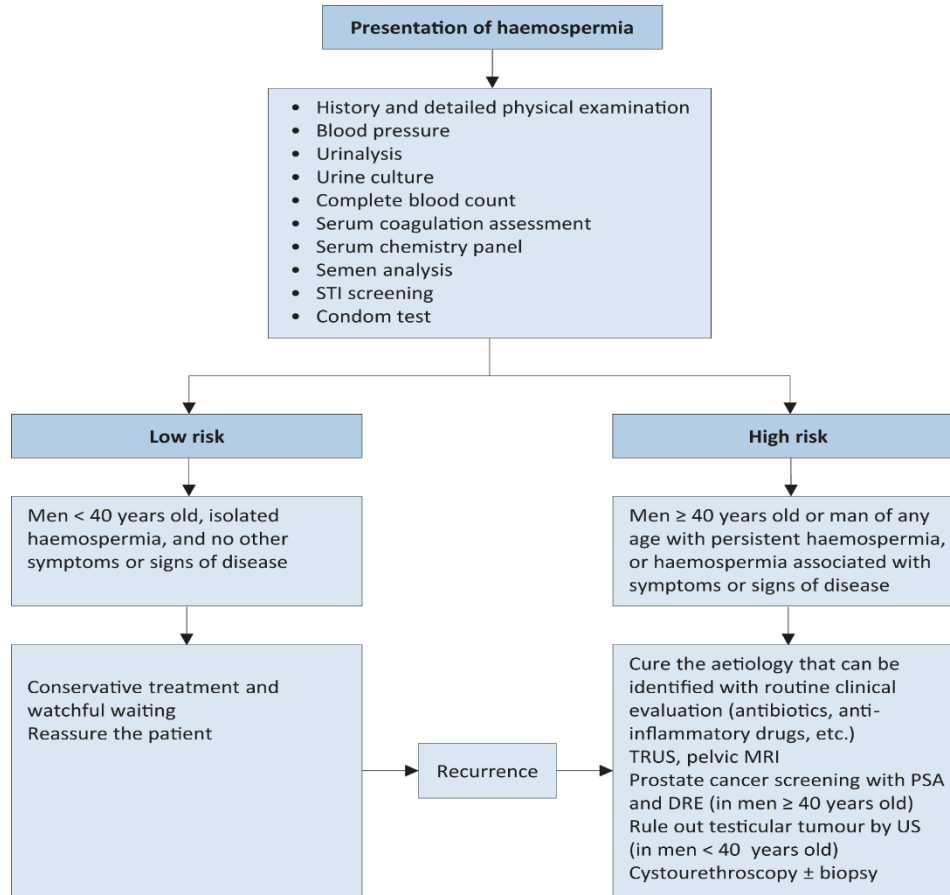 Presentation of haemospermia
• History and detailed physical examination
• Blood pressure
• Urinalysis
• Urine culture
• Complete blood count
• Serum coagulation assessment
• Serum chemistry panel
• Semen analysis
• STI screening
• Condom test
Low risk
High risk
Men < 40 years old, isolated
haemospermia, and no other
symptoms or signs of disease
Men ≥ 40 years old or man of any
age with persistent haemospermia,
or haemospermia associated with
symptoms or signs of disease
Conservative treatment and
watchful waiting
Reassure the patient
Recurrence
Cure the aetiology that can be
identified with routine clinical
evaluation (antibiotics, anti-
inflammatory drugs, etc.)
TRUS, pelvic MRI
Prostate cancer screening with PSA
and DRE (in men ≥ 40 years old)
Rule out testicular tumour by US
(in men < 40 years old)
Cystourethroscopy ± biopsy